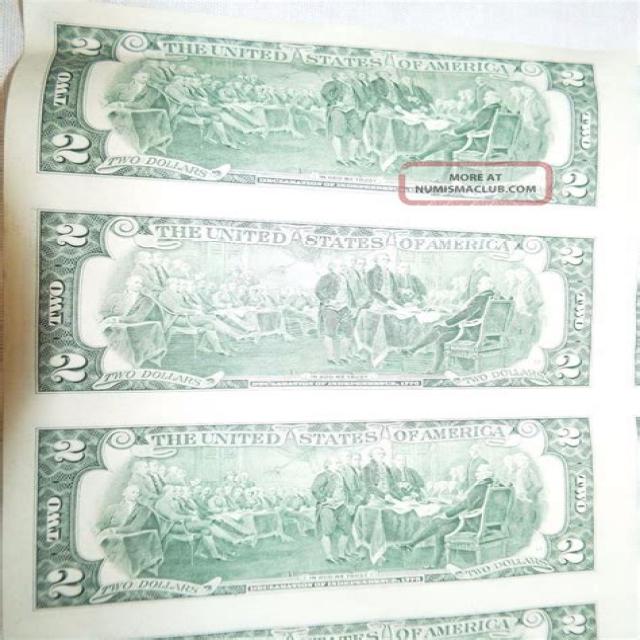 2 THE UNITED STATES OF AMERICA 2
TWO TWO
2 TWO DOLLARS IN GOD WE TRUST 2
MORE AT
NUMISMACLUB.COM
2 THE UNITED STATES OF AMERICA 2
TWO TWO
2 TWO DOLLARS IN GOD WE TRUST TWO DOLLARS 2
DECLARATION OF INDEPENDENCE, 1776
2 THE UNITED STATES OF AMERICA 2
TWO TWO
2 TWO DOLLARS IN GOD WE TRUST TWO DOLLARS 2
DECLARATION OF INDEPENDENCE, 1776
THE UNITED STATES OF AMERICA